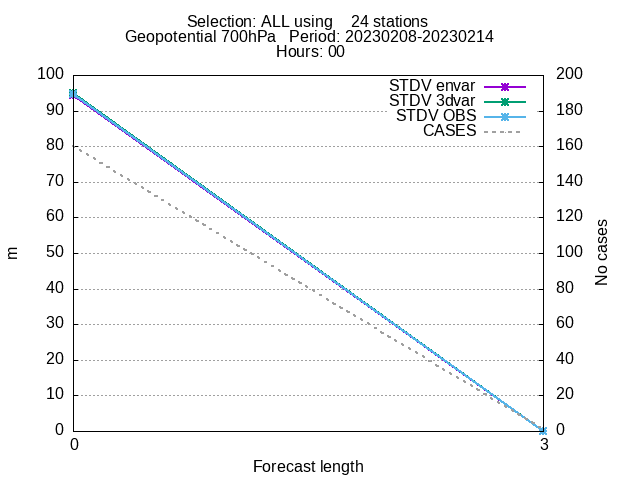 Selection: ALL using    24 stations
Geopotential 700hPa   Period: 20230208-20230214
Hours: 00
100
90
80
70
60
50
40
30
20
10
0
200
180
160
140
120
100
80
60
40
20
0
STDV envar
STDV 3dvar
STDV OBS
CASES
m
No cases
0
3
Forecast length